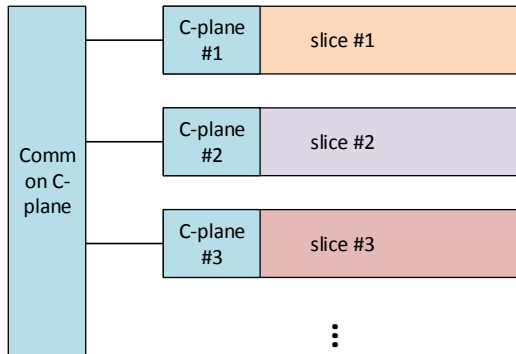 Comm
on C-
plane
C-plane
#1
slice #1
C-plane
#2
slice #2
C-plane
#3
slice #3